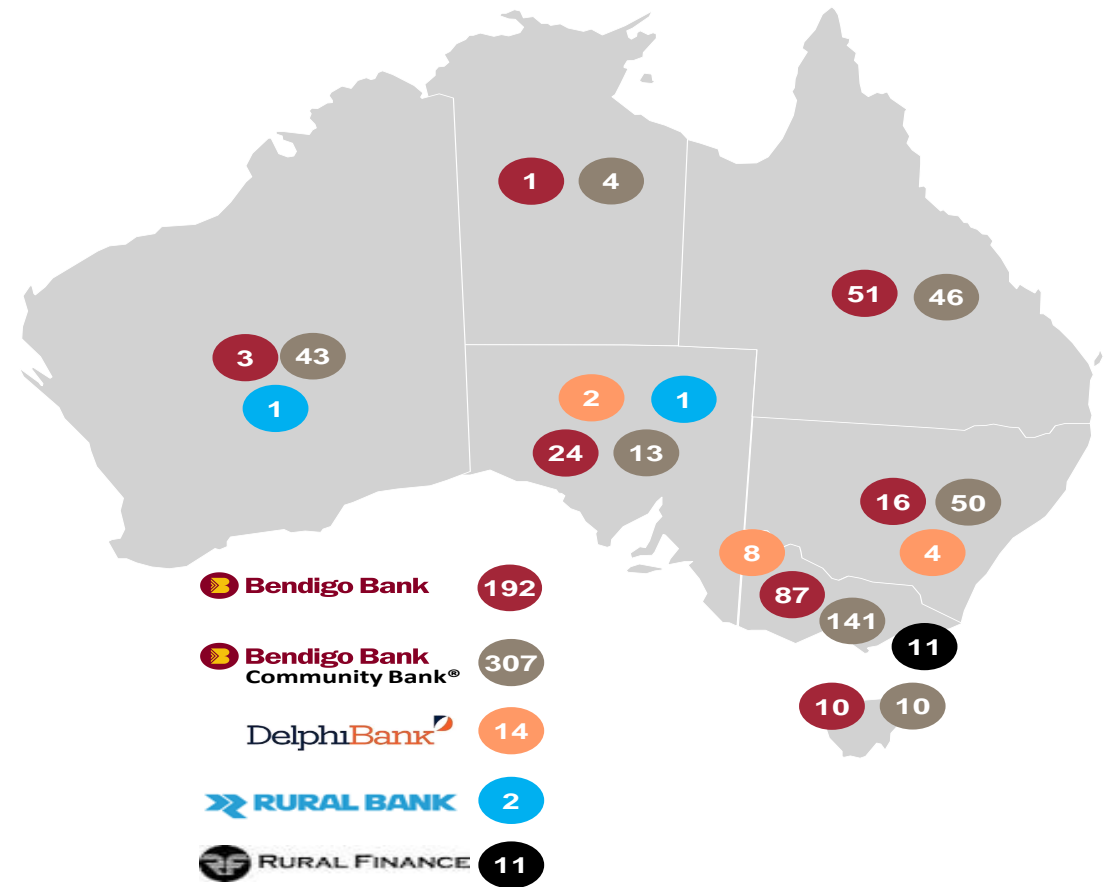 1 4
51 46
3 43
1
2 1
24 13
16 50
8 4
87
141
11
10 10
Bendigo Bank 192
Bendigo Bank 307
Community Bank®
DelphiBank 14
RURAL BANK 2
RF RURAL FINANCE 11